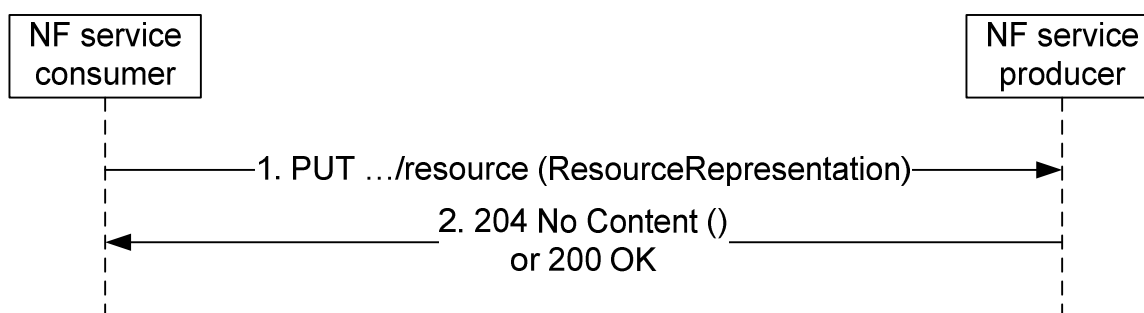 NF service
consumer
NF service
producer
1. PUT …/resource (ResourceRepresentation)
2. 204 No Content ()
or 200 OK